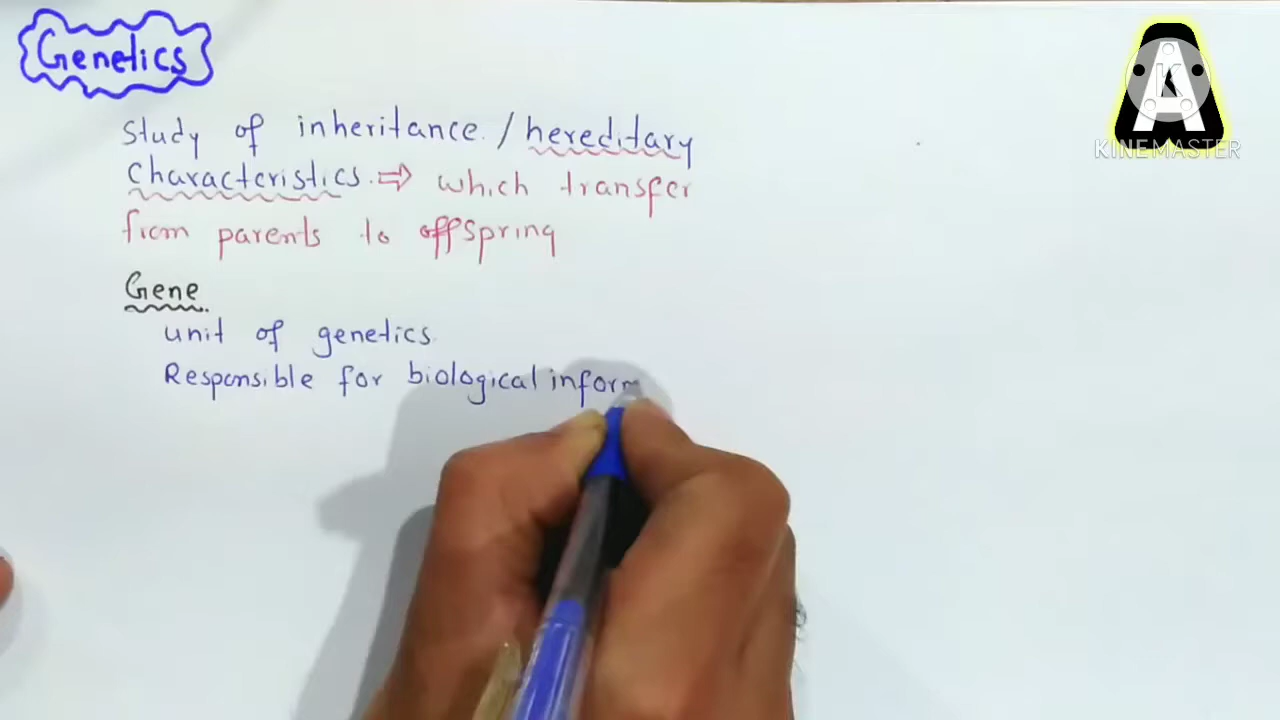 Genetics
Study of inheritance. / hereditary
characteristics. ⇒ which transfer
from parents to offspring
Gene
unit of genetics.
Responsible for biological inform
A
K
KINEMASTER